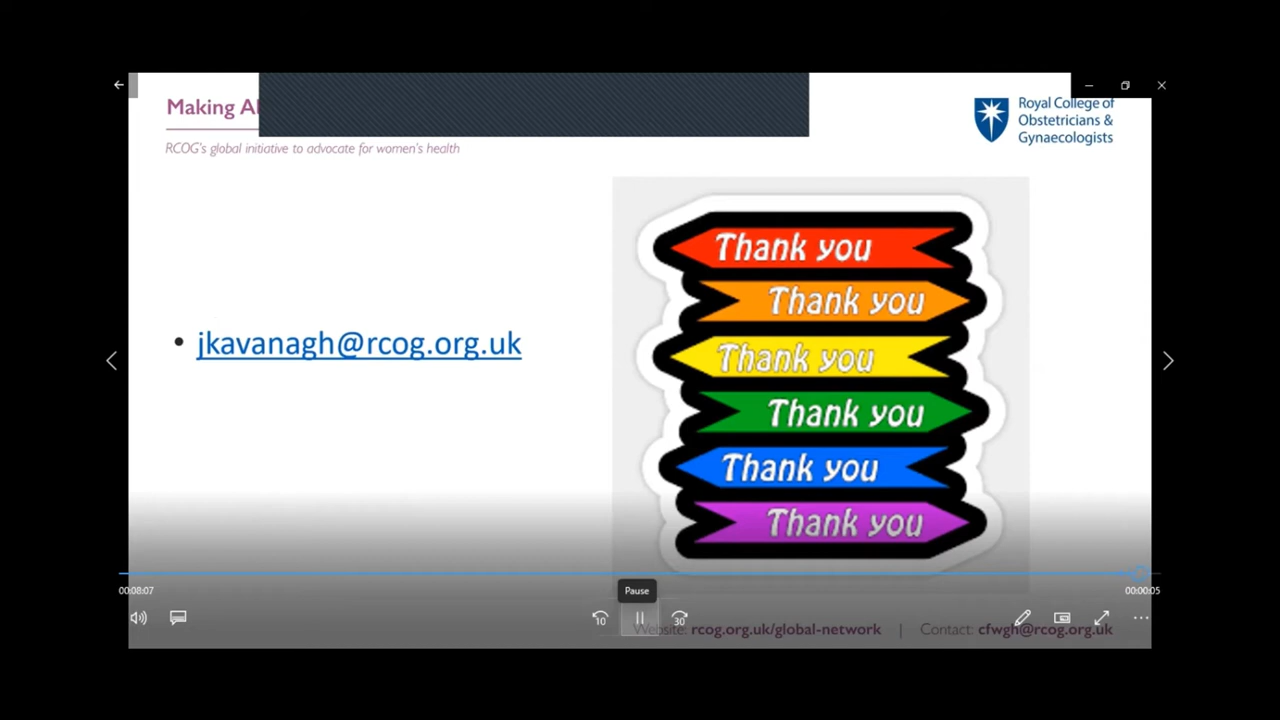 Making
RCOG's global initiative to advocate for women's health
Royal College of
Obstetricians &
Gynaecologists
• jkavanagh@rcog.org.uk
Thank you
Thank you
Thank you
Thank you
Thank you
Thank you
00:08:07
Pause
00:00:05
10
30
Website: rcog.org.uk/global-network | Contact: cfwgh@rcog.org.uk